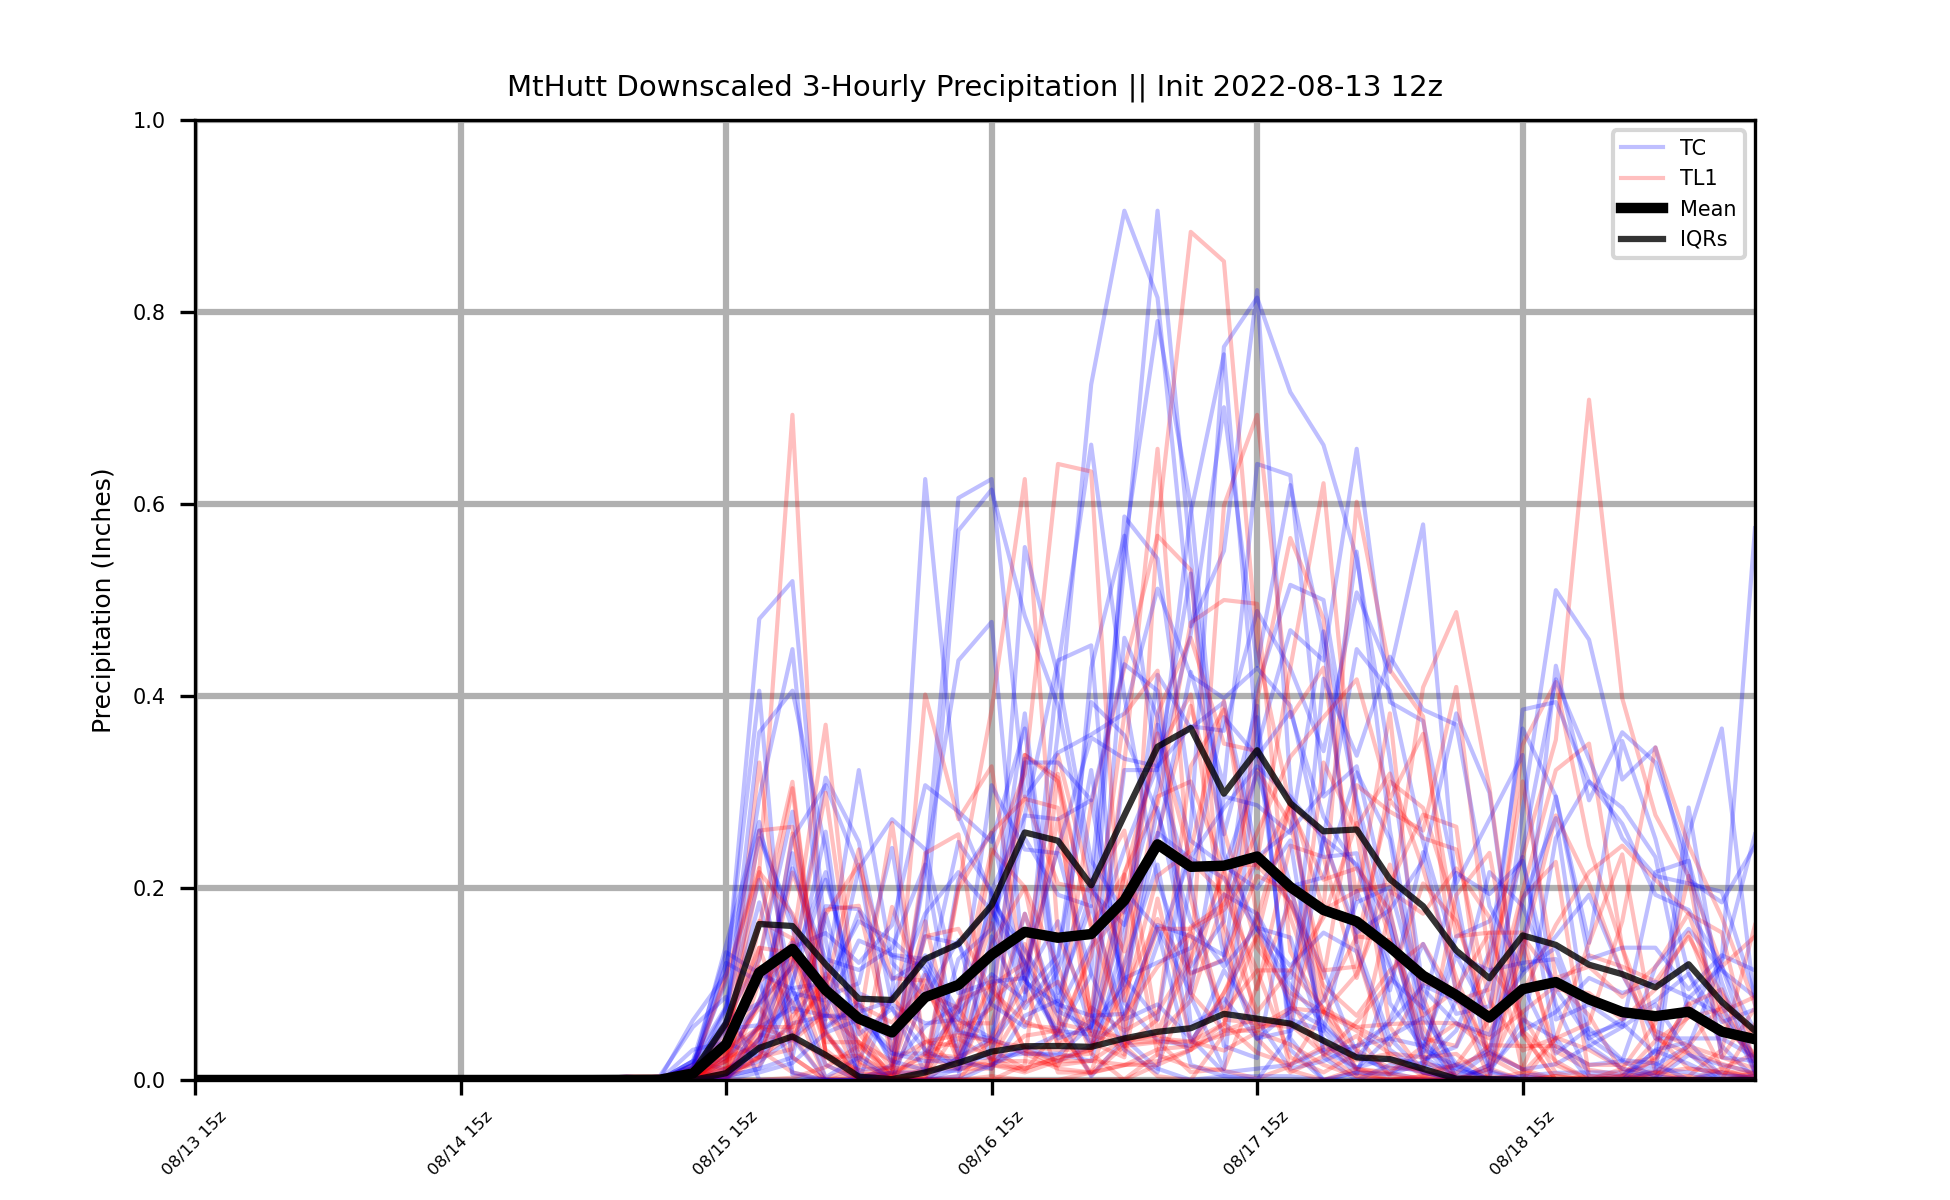 MtHutt Downscaled 3-Hourly Precipitation || Init 2022-08-13 12z
1.0
0.8
0.6
0.4
0.2
0.0
Precipitation (Inches)
TC
TL1
Mean
IQRs
08/13 15z
08/14 15z
08/15 15z
08/16 15z
08/17 15z
08/18 15z